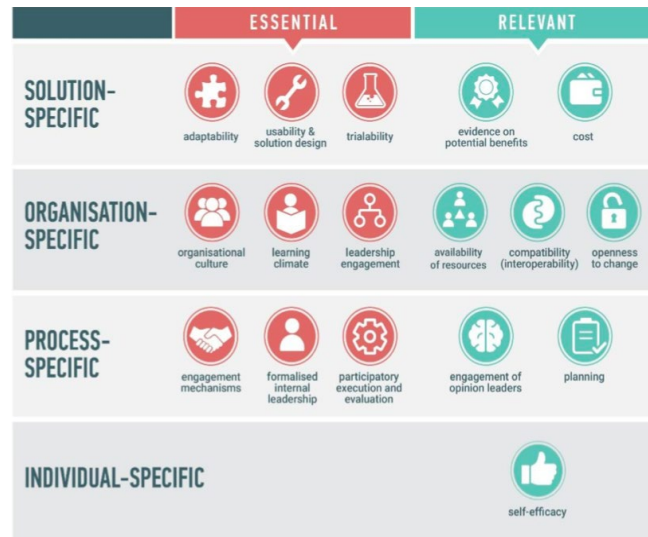 ESSENTIAL
RELEVANT
SOLUTION-
SPECIFIC
adaptability
usability &
solution design
trialability
evidence on
potential benefits
cost
ORGANISATION-
SPECIFIC
organisational
culture
learning
climate
leadership
engagement
availability
of resources
compatibility
(interoperability)
openness
to change
PROCESS-
SPECIFIC
engagement
mechanisms
formalised
internal
leadership
participatory
execution and
evaluation
engagement of
opinion leaders
planning
INDIVIDUAL-SPECIFIC
self-efficacy